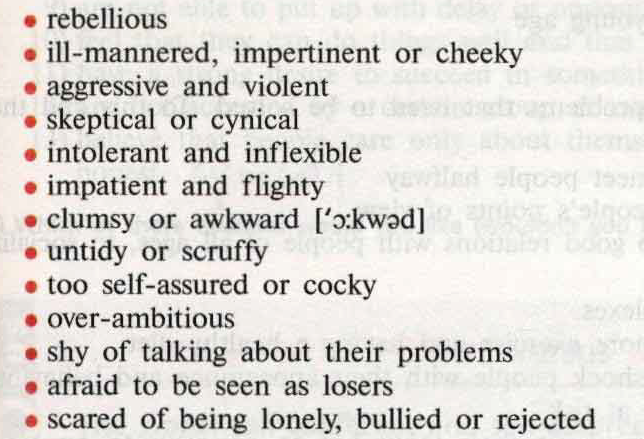 • rebellious
• ill-mannered, impertinent or cheeky
• aggressive and violent
• skeptical or cynical
• intolerant and inflexible
• impatient and flighty
• clumsy or awkward ['ɔ:kwəd]
• untidy or scruffy
• too self-assured or cocky
• over-ambitious
• shy of talking about their problems
• afraid to be seen as losers
• scared of being lonely, bullied or rejected